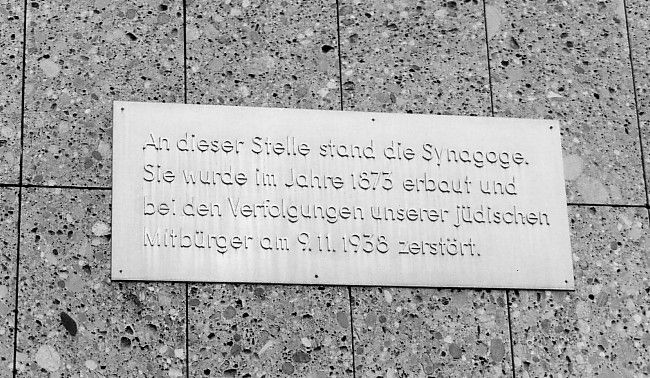 An dieser Stelle stand die Synagoge.
Sie wurde im Jahre 1873 erbaut und
bei den Verfolgungen unserer jüdischen
Mitbürger am 9.11.1938 zerstört.